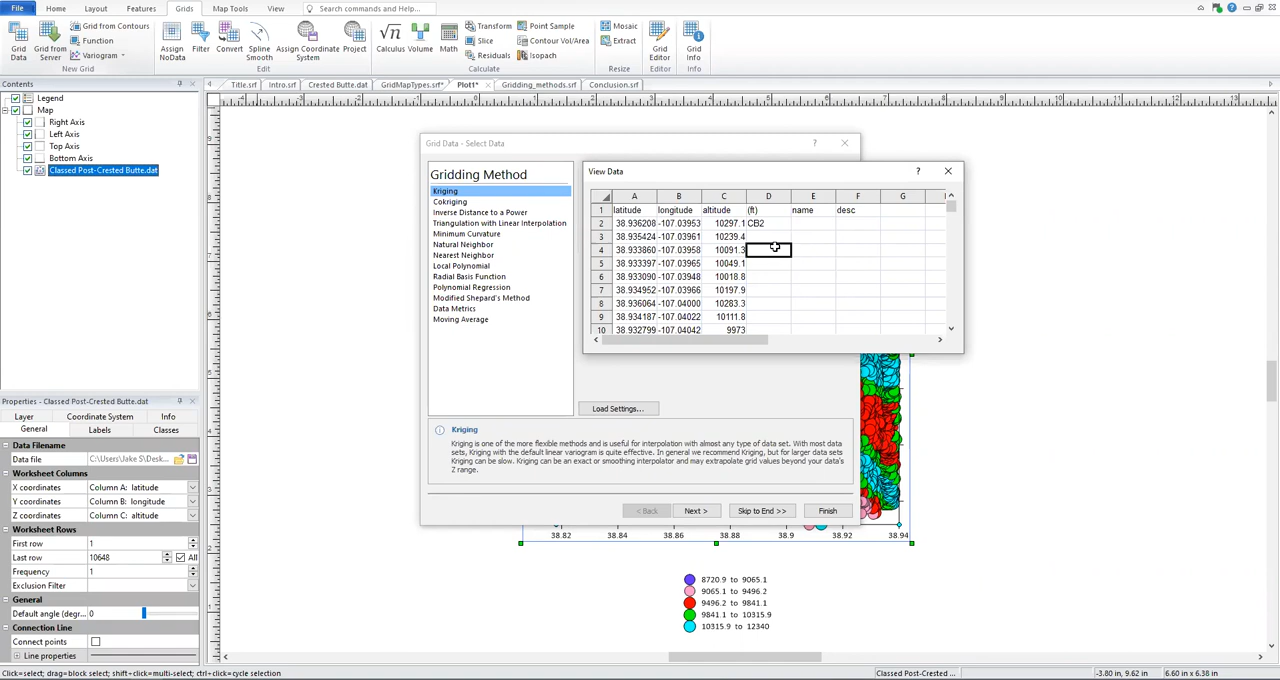 File Home Layout Features Grids Map Tools View Search commands and Help...
Grid Data
Grid from Server
Grid from Contours
Function
Variogram
New Grid
Assign NoData
Filter
Convert
Spline Smooth
Assign Coordinate System
Project
Edit
Calculus
Volume
Math
Transform
Slice
Residuals
Point Sample
Contour Vol/Area
Isopach
Calculate
Mosaic
Extract
Resize
Grid Editor
Editor
Grid Info
Info
Contents
Title.srf Intro.srf Crested Butte.dat GridMapTypes.srf* Plot1* Gridding_methods.srf Conclusion.srf
Legend
Map
Right Axis
Left Axis
Top Axis
Bottom Axis
Classed Post-Crested Butte.dat
Grid Data - Select Data
Gridding Method
Kriging
Cokriging
Inverse Distance to a Power
Triangulation with Linear Interpolation
Minimum Curvature
Natural Neighbor
Nearest Neighbor
Local Polynomial
Radial Basis Function
Polynomial Regression
Modified Shepard's Method
Data Metrics
Moving Average
View Data
A B C D E F G
1 latitude longitude altitude (ft) name desc
2 38.936208 -107.03953 10297.1 CB2
3 38.935424 -107.03961 10239.4
4 38.933860 -107.03958 10091.3
5 38.933397 -107.03965 10049.1
6 38.933090 -107.03948 10018.8
7 38.934952 -107.03966 10197.9
8 38.936064 -107.04000 10283.3
9 38.934187 -107.04022 10111.8
10 38.932799 -107.04042 9973
Load Settings...
Kriging
Kriging is one of the more flexible methods and is useful for interpolation with almost any type of data set. With most data
sets, Kriging with the default linear variogram is quite effective. In general we recommend Kriging, but for larger data sets
Kriging can be slow. Kriging can be an exact or smoothing interpolator and may extrapolate grid values beyond your data's
Z range.
< Back Next > Skip to End >> Finish
38.82 38.84 38.86 38.88 38.9 38.92 38.94
8720.9 to 9065.1
9065.1 to 9496.2
9496.2 to 9841.1
9841.1 to 10315.9
10315.9 to 12340
Properties - Classed Post-Crested Butte.dat
Layer Coordinate System Info
General Labels Classes
Data Filename
Data file C:\Users\Jake S\Desk...
Worksheet Columns
X coordinates Column A: latitude
Y coordinates Column B: longitude
Z coordinates Column C: altitude
Worksheet Rows
First row 1
Last row 10648 All
Frequency 1
Exclusion Filter
General
Default angle (degr... 0
Connection Line
Connect points
Line properties
Click=select; drag=block select; shift+click=multi-select; ctrl+click=cycle selection
Classed Post-Crested ... -3.80 in, 9.62 in 6.60 in x 6.38 in